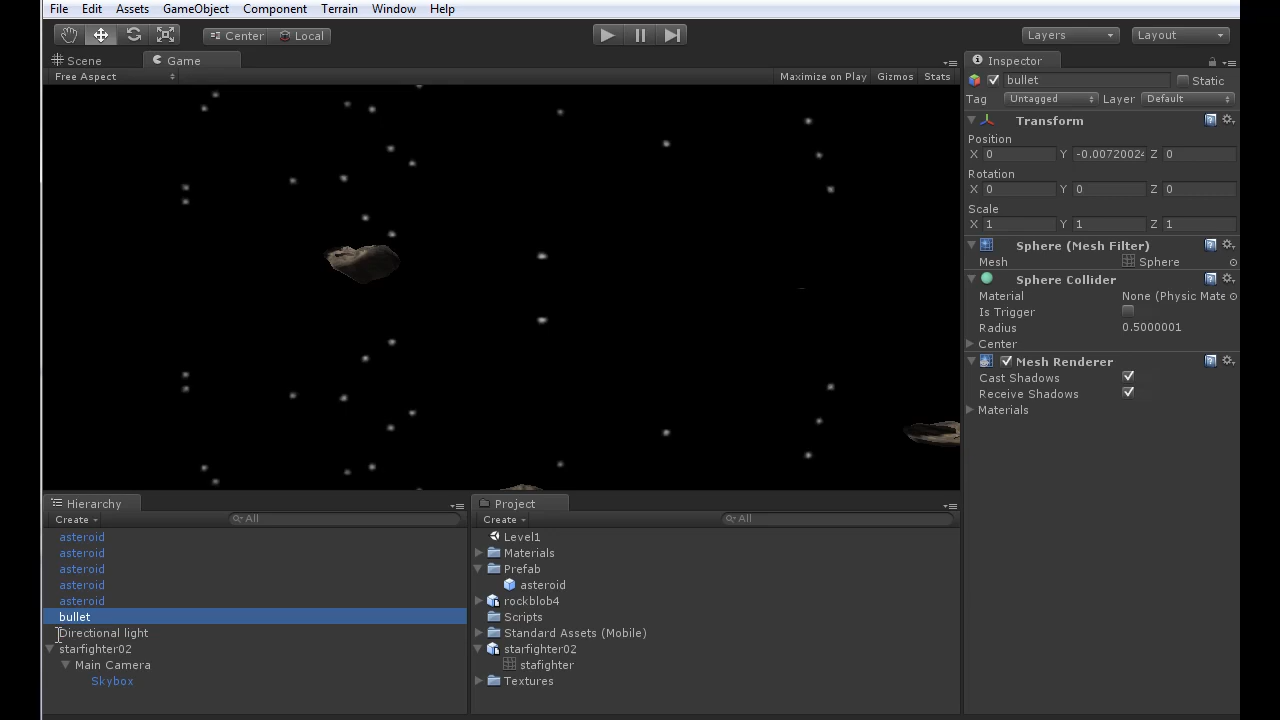 File Edit Assets GameObject Component Terrain Window Help
Center Local Layers Layout
Scene Game Inspector
Free Aspect Maximize on Play Gizmos Stats
bullet Static
Tag Untagged Layer Default
Transform
Position
X 0 Y -0.0072002 Z 0
Rotation
X 0 Y 0 Z 0
Scale
X 1 Y 1 Z 1
Sphere (Mesh Filter)
Mesh Sphere
Sphere Collider
Material None (Physic Mate
Is Trigger
Radius 0.5000001
Center
Mesh Renderer
Cast Shadows
Receive Shadows
Materials
Hierarchy
Create All
asteroid
asteroid
asteroid
asteroid
asteroid
bullet
Directional light
starfighter02
Main Camera
Skybox
Project
Create All
Level1
Materials
Prefab
asteroid
rockblob4
Scripts
Standard Assets (Mobile)
starfighter02
stafighter
Textures